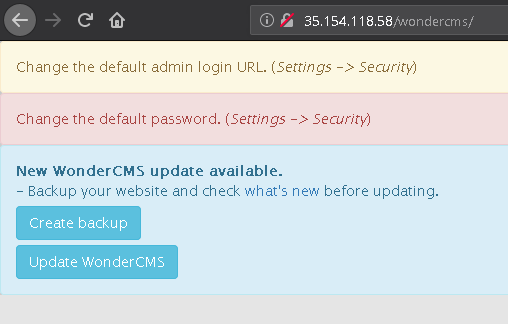 35.154.118.58/wondercms/
Change the default admin login URL. (Settings -> Security)
Change the default password. (Settings -> Security)
New WonderCMS update available.
- Backup your website and check what's new before updating.
Create backup
Update WonderCMS